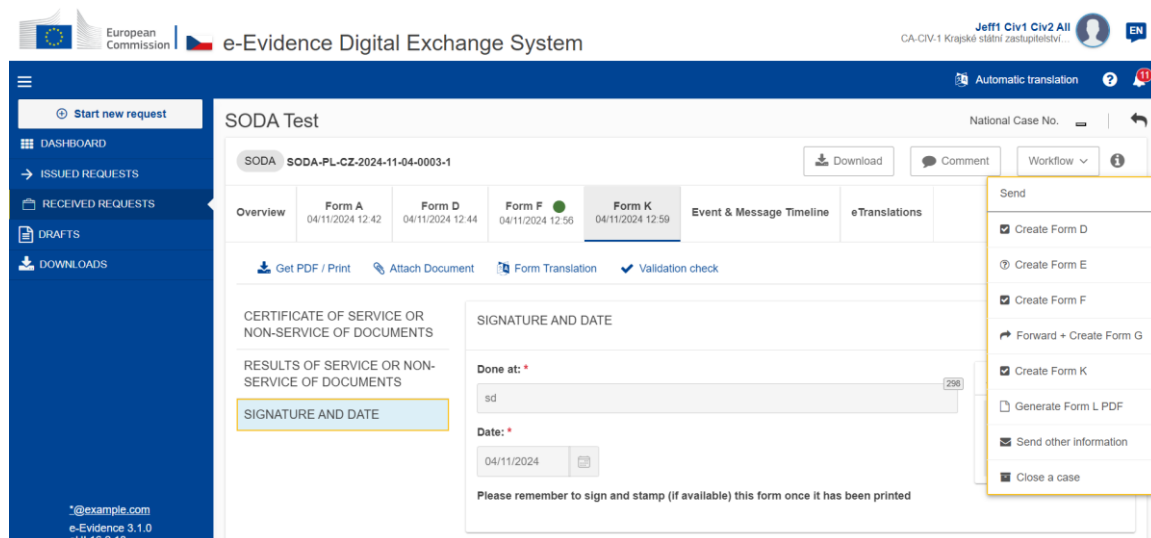 European
Commission
e-Evidence Digital Exchange System
Jeff1 Civ1 Civ2 All
CA-CIV-1 Krajské státní zastupitelství...
EN
Automatic translation
?
11
Start new request
SODA Test
National Case No.
DASHBOARD
SODA
SODA-PL-CZ-2024-11-04-0003-1
Download
Comment
Workflow
ISSUED REQUESTS
Send
RECEIVED REQUESTS
Overview
Form A
04/11/2024 12:42
Form D
04/11/2024 12:44
Form F
04/11/2024 12:56
Form K
04/11/2024 12:59
Event & Message Timeline
eTranslations
DRAFTS
DOWNLOADS
Create Form D
Create Form E
Create Form F
Forward + Create Form G
Create Form K
Generate Form L PDF
Send other information
Close a case
Get PDF / Print
Attach Document
Form Translation
Validation check
CERTIFICATE OF SERVICE OR
NON-SERVICE OF DOCUMENTS
RESULTS OF SERVICE OR NON-
SERVICE OF DOCUMENTS
SIGNATURE AND DATE
SIGNATURE AND DATE
Done at: *
298
sd
Date: *
04/11/2024
Please remember to sign and stamp (if available) this form once it has been printed
*@example.com
e-Evidence 3.1.0